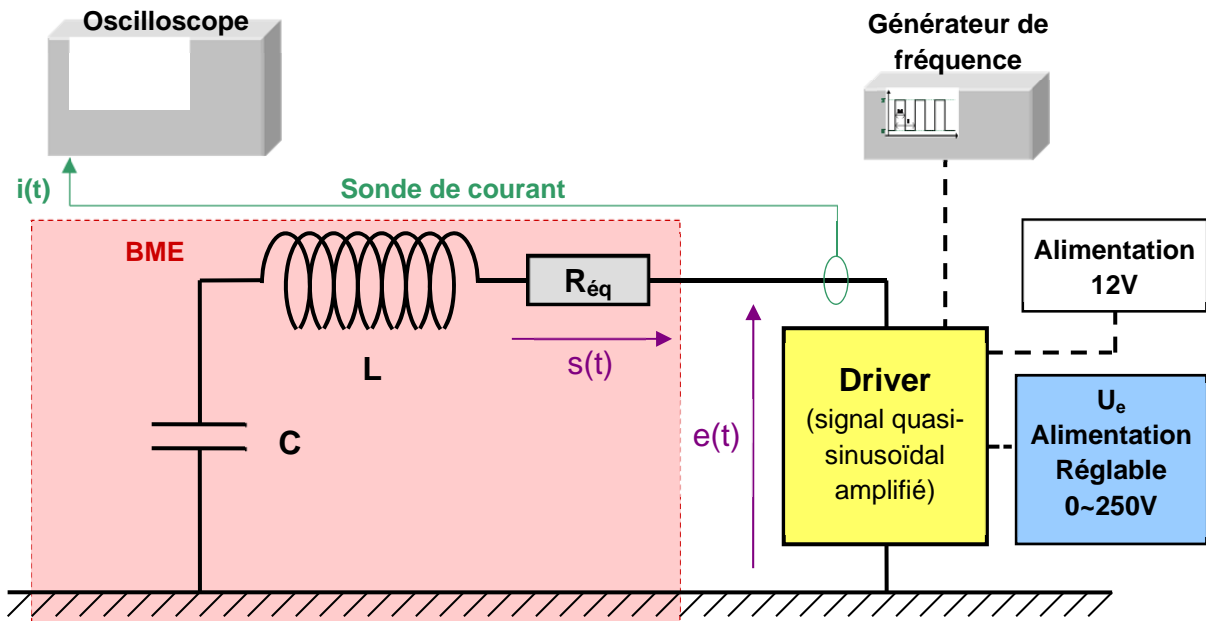 Oscilloscope
Générateur de
fréquence
i(t)
Sonde de courant
BME
Réq
L
s(t)
C
e(t)
Driver
(signal quasi-
sinusoïdal
amplifié)
Alimentation
12V
Ue
Alimentation
Réglable
0~250V